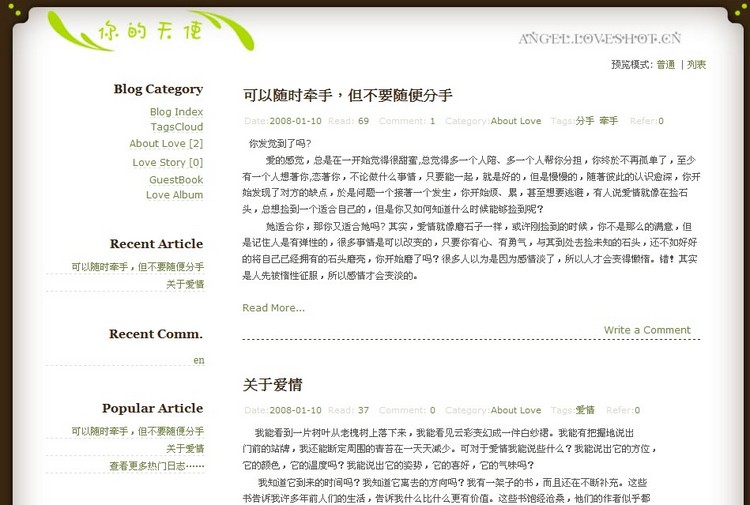 你的天使
ANGEL.LOVESHOT.CN
预览模式: 普通 | 列表
Blog Category
Blog Index
TagsCloud
About Love [2]
Love Story [0]
GuestBook
Love Album
Recent Article
可以随时牵手，但不要随便分手
关于爱情
Recent Comm.
en
Popular Article
可以随时牵手，但不要随便分手
关于爱情
查看更多热门日志……
可以随时牵手，但不要随便分手
Date:2008-01-10 Read: 69 Comment: 1 Category:About Love Tags:分手 牵手 Refer:0
你发觉到了吗?
爱的感觉，总是在一开始觉得很甜蜜,总觉得多一个人陪、多一个人帮你分担，你终於不再孤单了，至少
有一个人想著你,恋著你，不论做什么事情，只要能一起，就是好的，但是慢慢的，随著彼此的认识愈深，你开
始发现了对方的缺点，於是问题一个接著一个发生，你开始烦、累，甚至想要逃避，有人说爱情就像在捡石
头，总想捡到一个适合自己的，但是你又如何知道什么时候能够捡到呢?
她适合你，那你又适合她吗? 其实，爱情就像磨石子一样，或许刚捡到的时候，你不是那么的满意，但
是记住人是有弹性的，很多事情是可以改变的，只要你有心、有勇气，与其到处去捡未知的石头，还不如好好
的将自己已经拥有的石头磨亮，你开始磨了吗? 很多人以为是因为感情淡了，所以人才会变得懒惰。错! 其实
是人先被惰性征服，所以感情才会变淡的。
Read More...
Write a Comment
关于爱情
Date:2008-01-10 Read: 37 Comment: 0 Category:About Love Tags:爱情 Refer:0
我能看到一片树叶从老槐树上落下来，我能看见云彩变幻成一件白纱裙。我能有把握地说出
门前的站牌，我还能断定周围的青苔在一天天减少。可对于爱情我能说些什么? 我能说出它的方位，
它的颜色，它的温度吗? 我能说出它的姿势，它的喜好，它的气味吗?
我知道它到来的时间吗? 我知道它离去的方向吗? 我有一架子的书，而且还在不断补充。这些
书告诉我许多年前人们的生活，告诉我什么比什么更有价值。这些书饱经沧桑，他们的作者似乎都